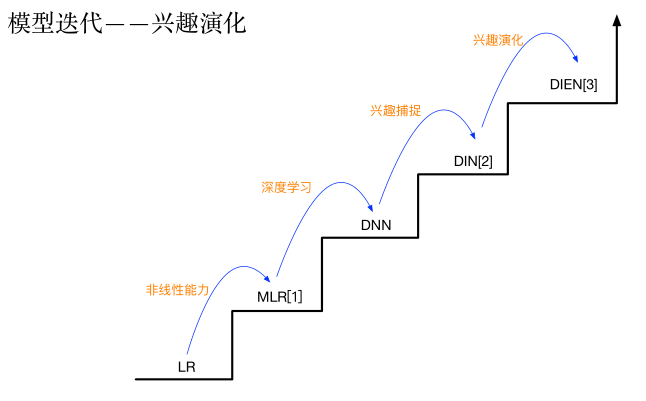 模型迭代——兴趣演化
兴趣演化
DIEN[3]
兴趣捕捉
DIN[2]
深度学习
DNN
非线性能力
MLR[1]
LR